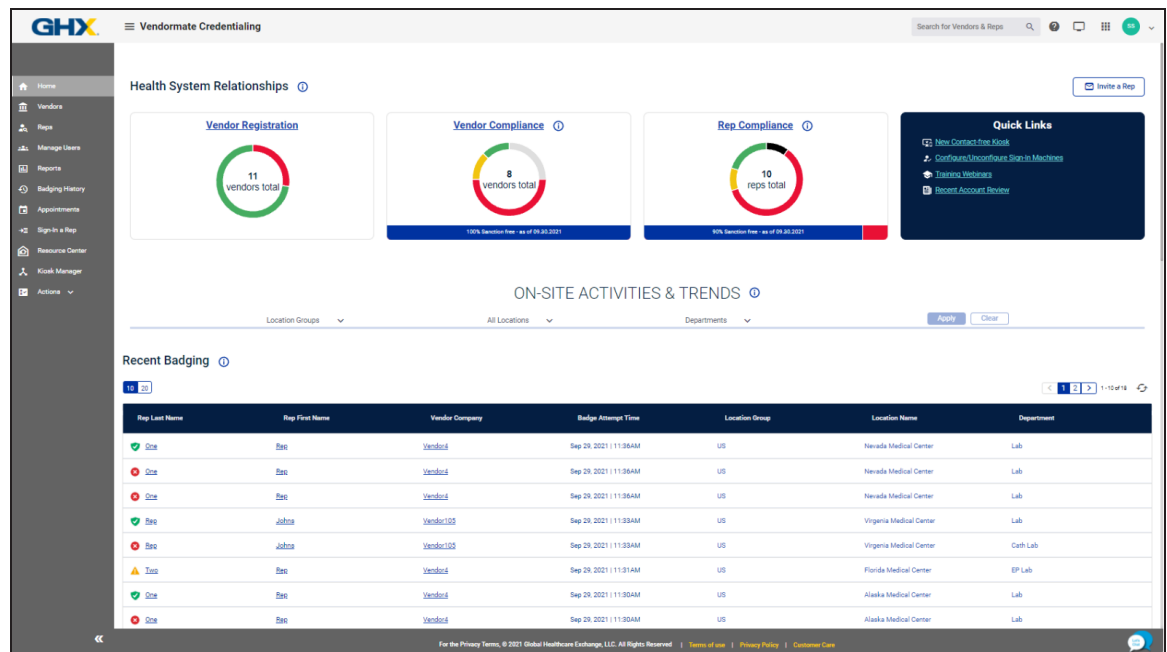 GHX
Vendormate Credentialing
Search for Vendors & Reps
SS
Home
Vendors
Reps
Manage Users
Reports
Badging History
Appointments
Sign-In a Rep
Resource Center
Kiosk Manager
Actions
Health System Relationships
Invite a Rep
Vendor Registration
11
vendors total
Vendor Compliance
8
vendors total
100% Sanction free - as of 09.30.2021
Rep Compliance
10
reps total
90% Sanction free - as of 09.30.2021
Quick Links
New Contact-free Kiosk
Configure/Unconfigure Sign-In Machines
Training Webinars
Recent Account Review
ON-SITE ACTIVITIES & TRENDS
Location Groups All Locations Departments Apply Clear
Recent Badging
10 20
1 2 1-10 of 18
Rep Last Name Rep First Name Vendor Company Badge Attempt Time Location Group Location Name Department
One Rep Vendor4 Sep 29, 2021 | 11:36AM US Nevada Medical Center Lab
One Rep Vendor4 Sep 29, 2021 | 11:36AM US Nevada Medical Center Lab
One Rep Vendor4 Sep 29, 2021 | 11:36AM US Nevada Medical Center Lab
Rep Johns Vendor105 Sep 29, 2021 | 11:33AM US Virgenia Medical Center Lab
Rep Johns Vendor105 Sep 29, 2021 | 11:33AM US Virgenia Medical Center Cath Lab
Two Rep Vendor4 Sep 29, 2021 | 11:31AM US Florida Medical Center EP Lab
One Rep Vendor4 Sep 29, 2021 | 11:30AM US Alaska Medical Center Lab
One Rep Vendor4 Sep 29, 2021 | 11:30AM US Alaska Medical Center Lab
For the Privacy Terms, © 2021 Global Healthcare Exchange, LLC. All Rights Reserved | Terms of use | Privacy Policy | Customer Care